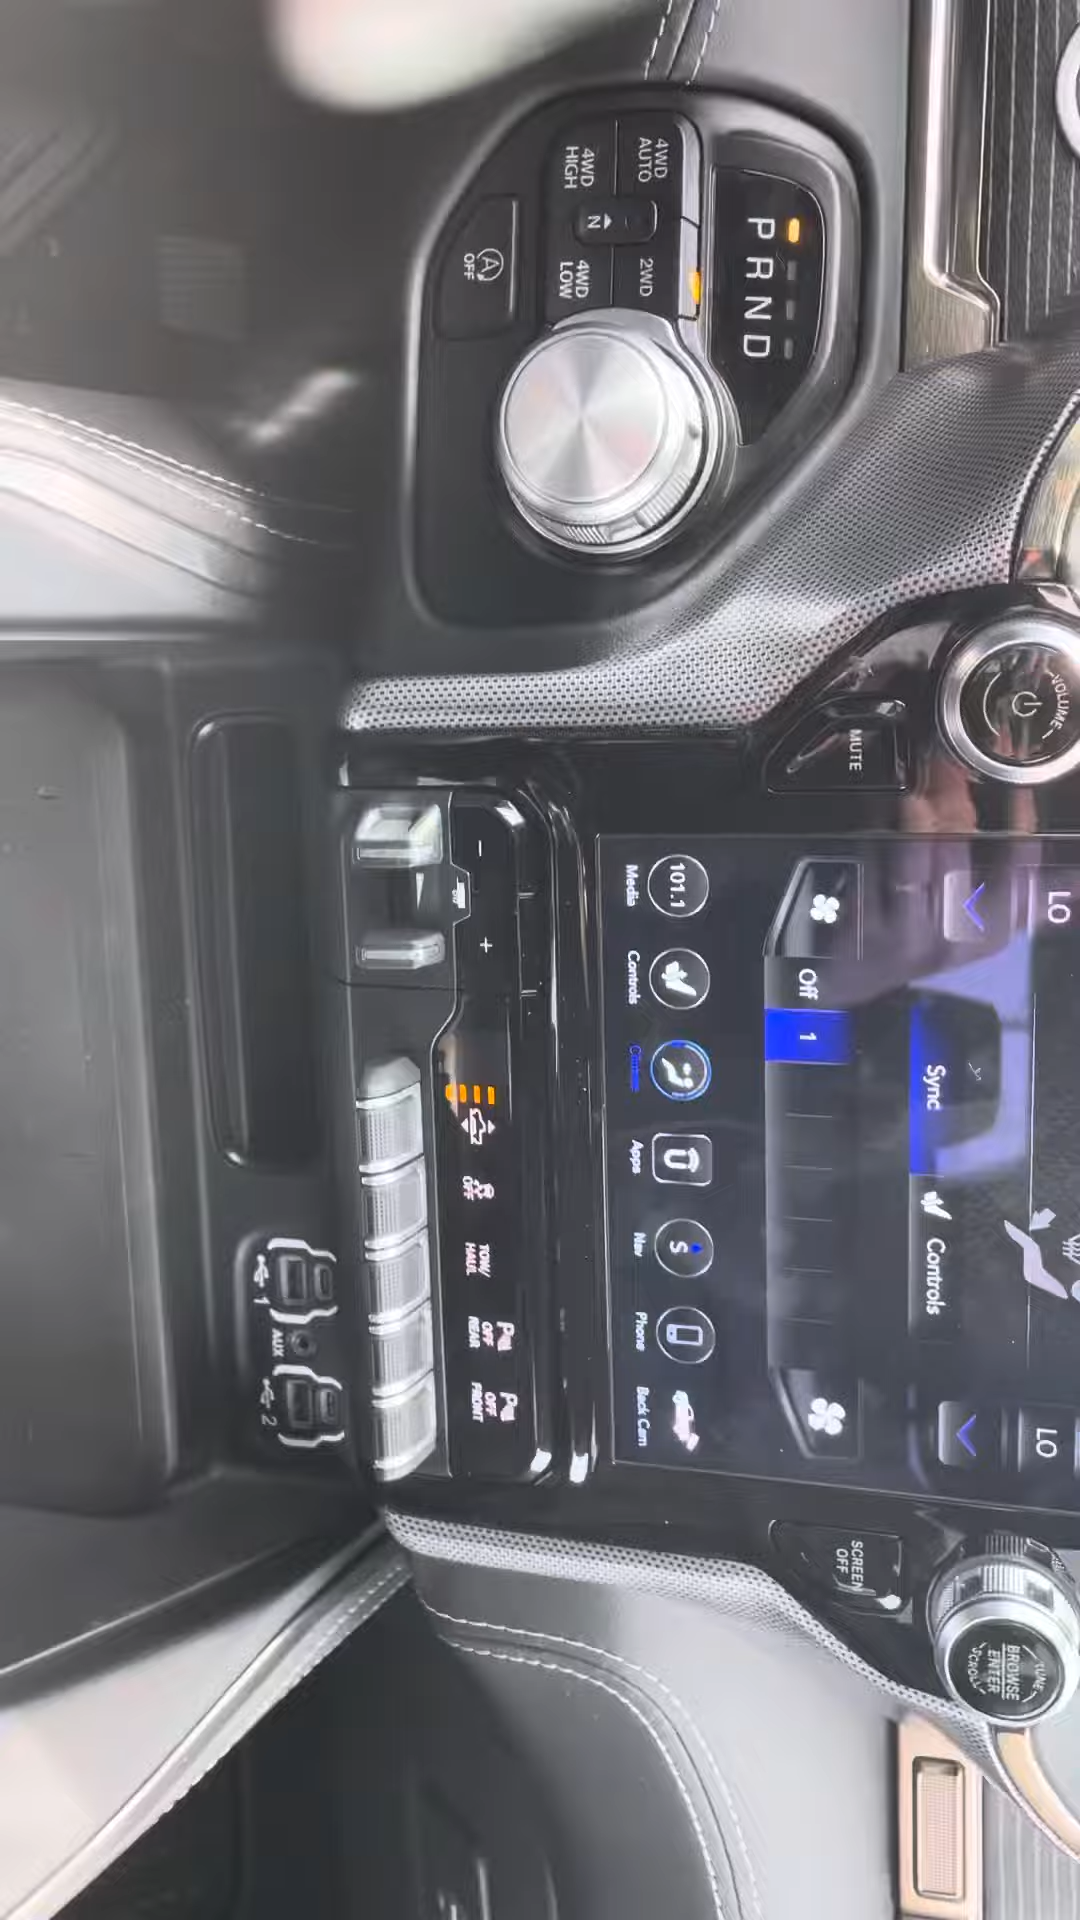 VOLUME
MUTE
P R N D
4WD AUTO
2WD
4WD HIGH
N
4WD LOW
A
OFF
LO
LO
Sync
Controls
Off
1
101.1
Media
Controls
Apps
Nav
S
Phone
Back Cam
SCREEN
OFF
TUNE
BROWSE
ENTER
SCROLL
-
+
OFF
TOW/
HAUL
P
OFF
REAR
P
OFF
FRONT
1
AUX
2